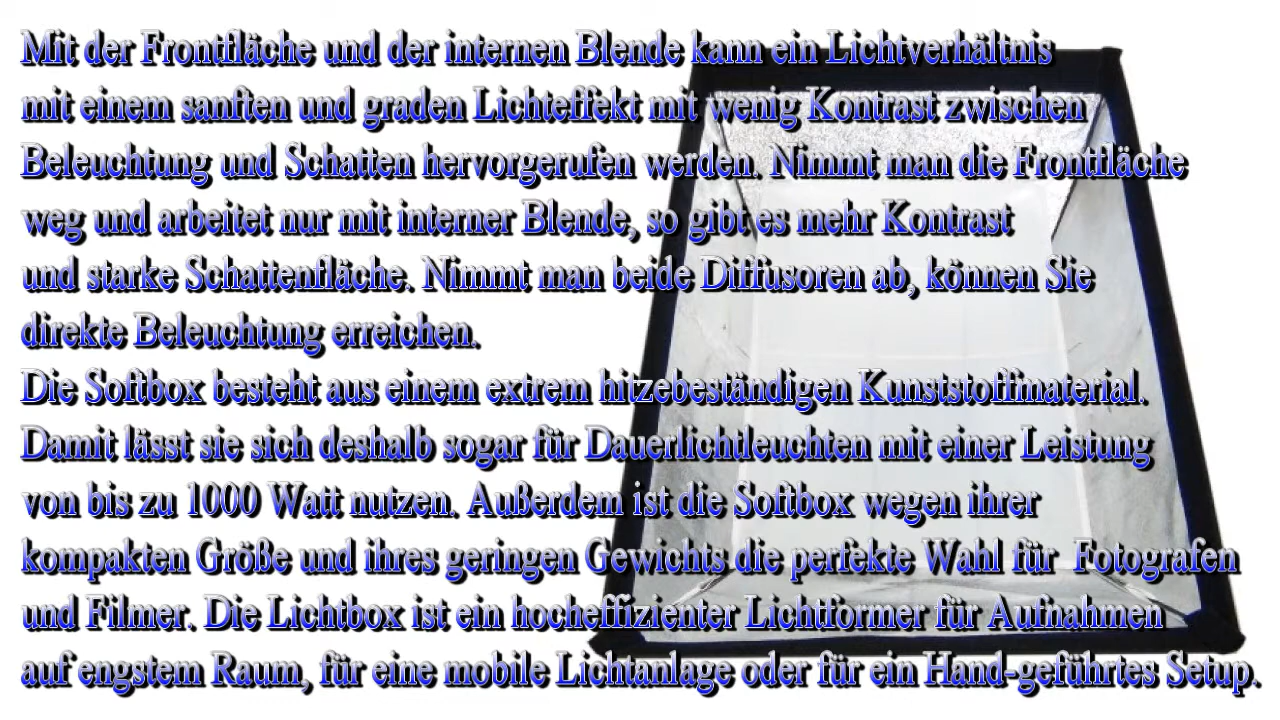 Mit der Frontfläche und der internen Blende kann ein Lichtverhältnis
mit einem sanften und graden Lichteffekt mit wenig Kontrast zwischen
Beleuchtung und Schatten hervorgerufen werden. Nimmt man die Frontfläche
weg und arbeitet nur mit interner Blende, so gibt es mehr Kontrast
und starke Schattenfläche. Nimmt man beide Diffusoren ab, können Sie
direkte Beleuchtung erreichen.
Die Softbox besteht aus einem extrem hitzebeständigen Kunststoffmaterial.
Damit lässt sie sich deshalb sogar für Dauerlichtleuchten mit einer Leistung
von bis zu 1000 Watt nutzen. Außerdem ist die Softbox wegen ihrer
kompakten Größe und ihres geringen Gewichts die perfekte Wahl für Fotografen
und Filmer. Die Lichtbox ist ein hocheffizienter Lichtformer für Aufnahmen
auf engstem Raum, für eine mobile Lichtanlage oder für ein Hand-geführtes Setup.